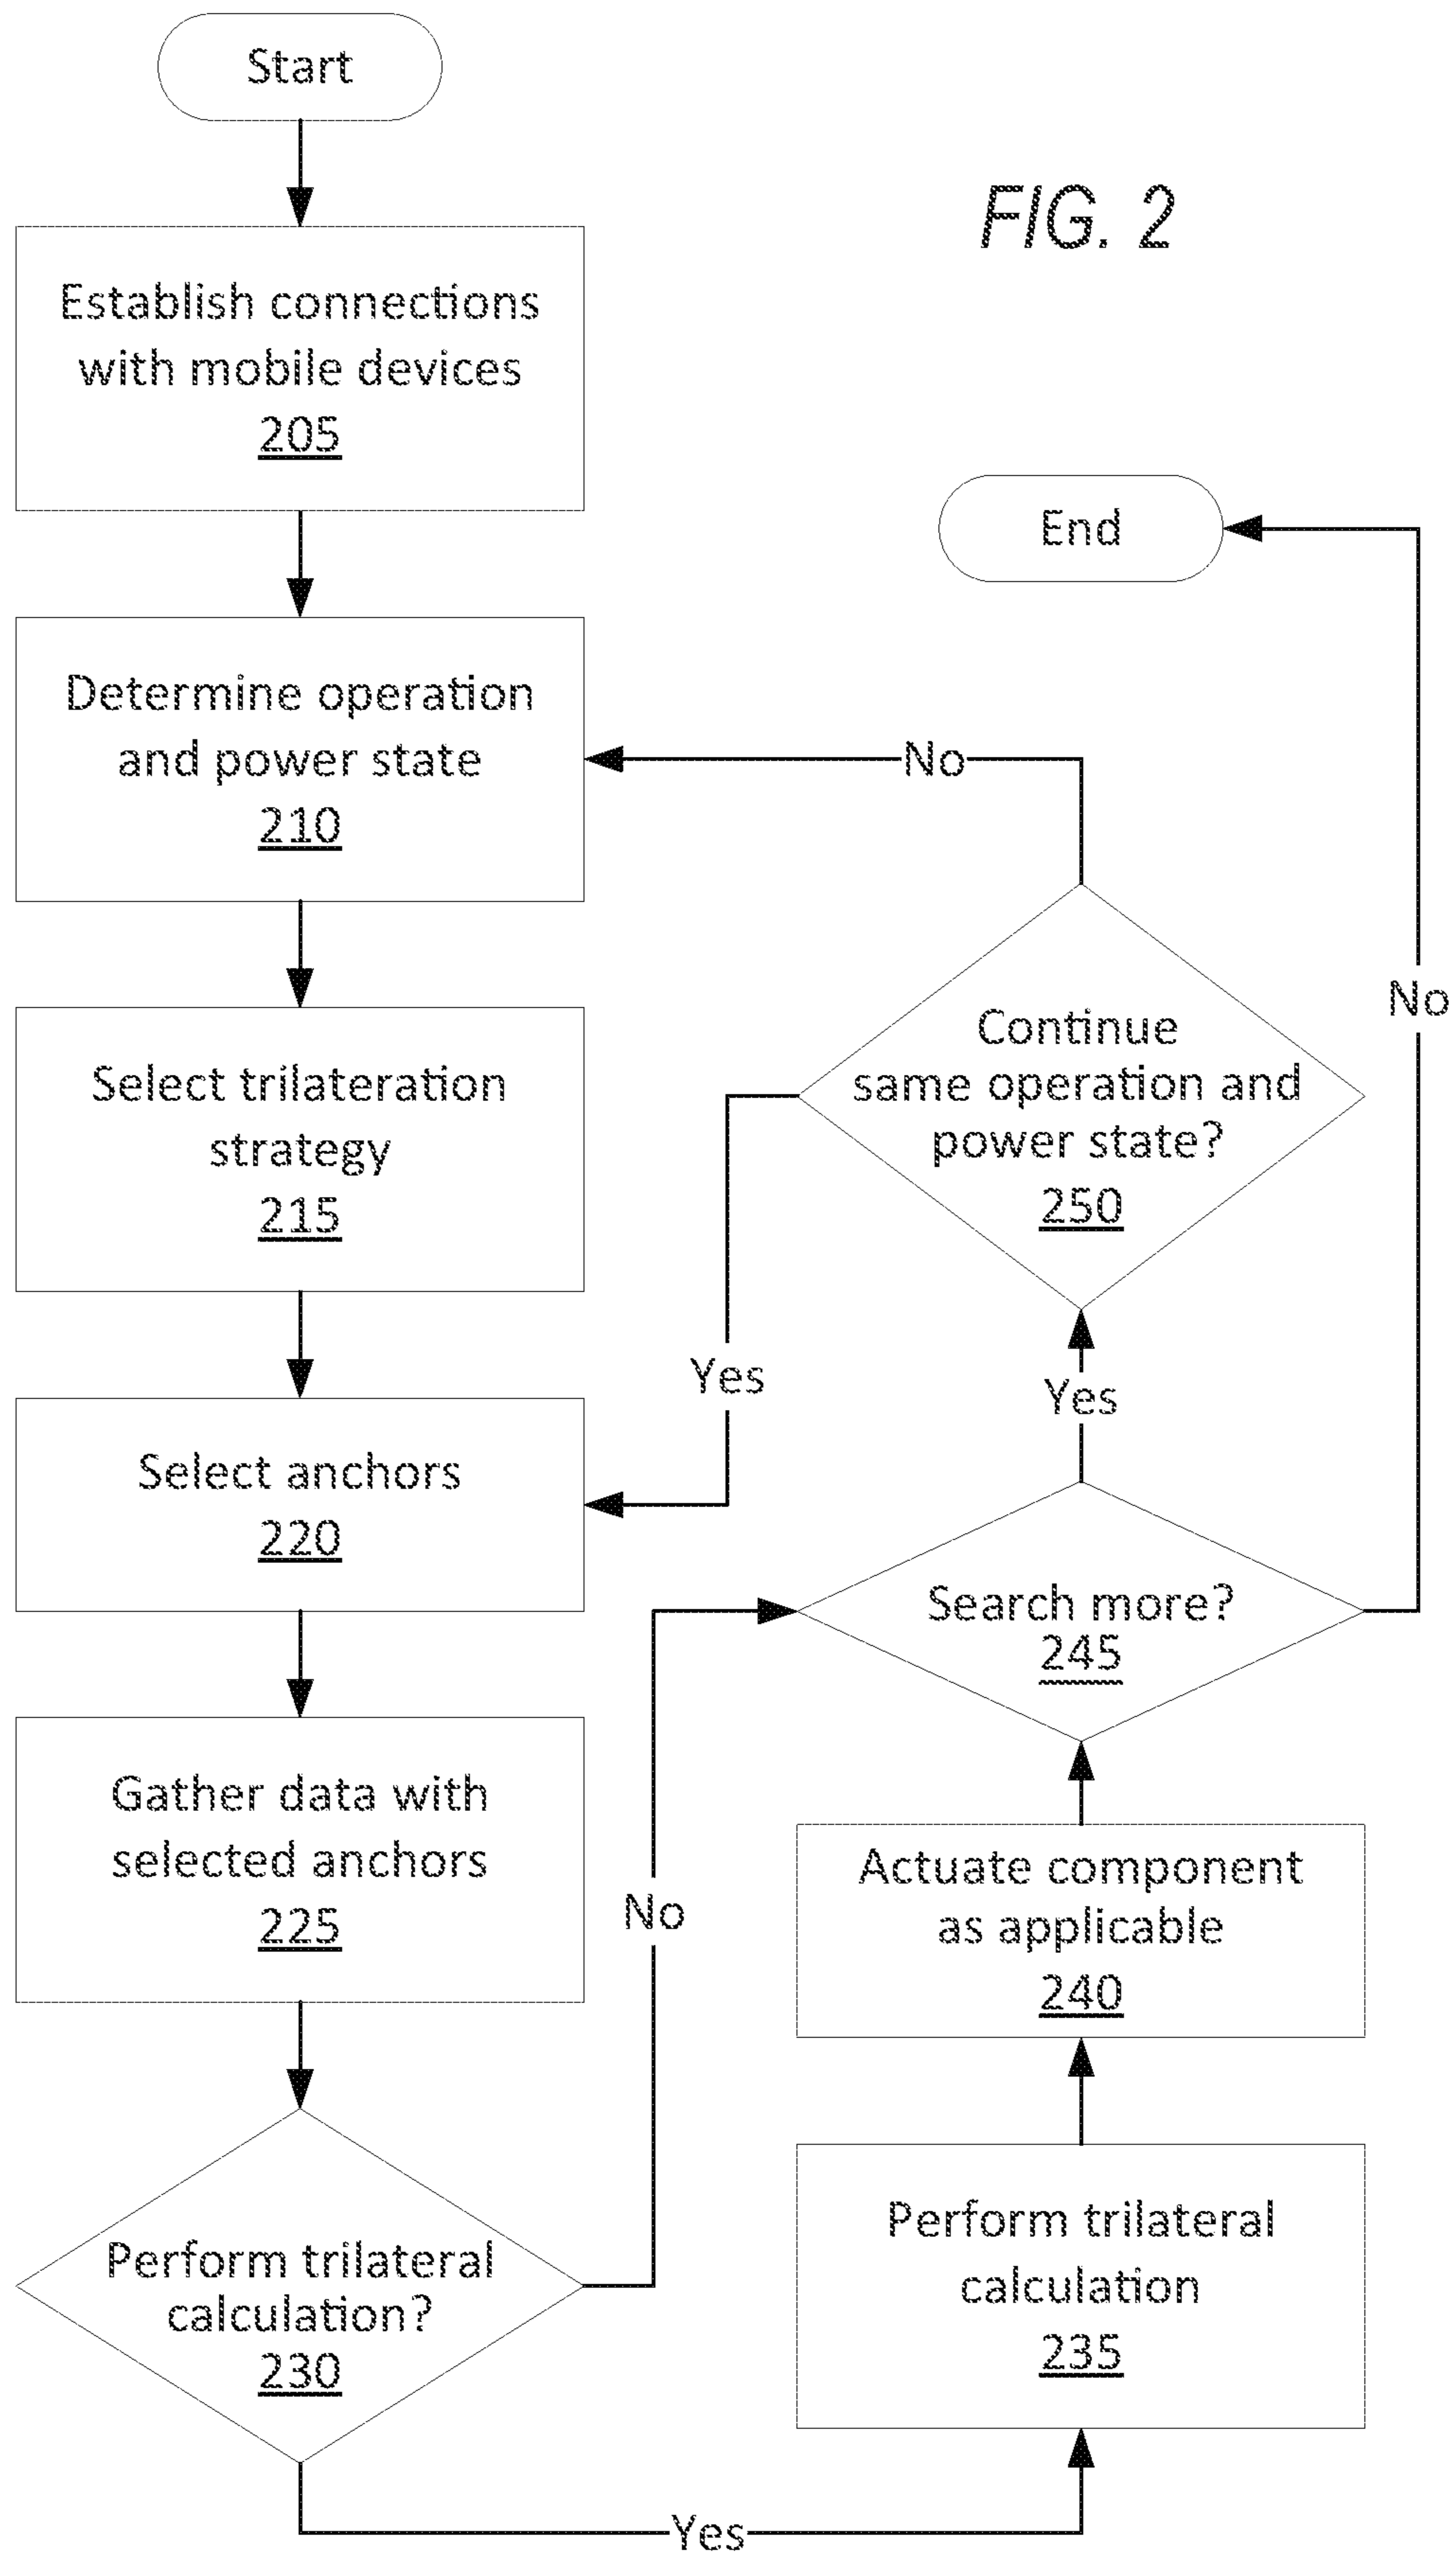 Start
FIG. 2
Establish connections
with mobile devices
205
End
Determine operation
and power state
210
No
Select trilateration
strategy
215
Continue
same operation and
power state?
250
No
Yes
Yes
Select anchors
220
Search more?
245
Gather data with
selected anchors
225
No
Actuate component
as applicable
240
Perform trilateral
calculation?
230
Perform trilateral
calculation
235
Yes